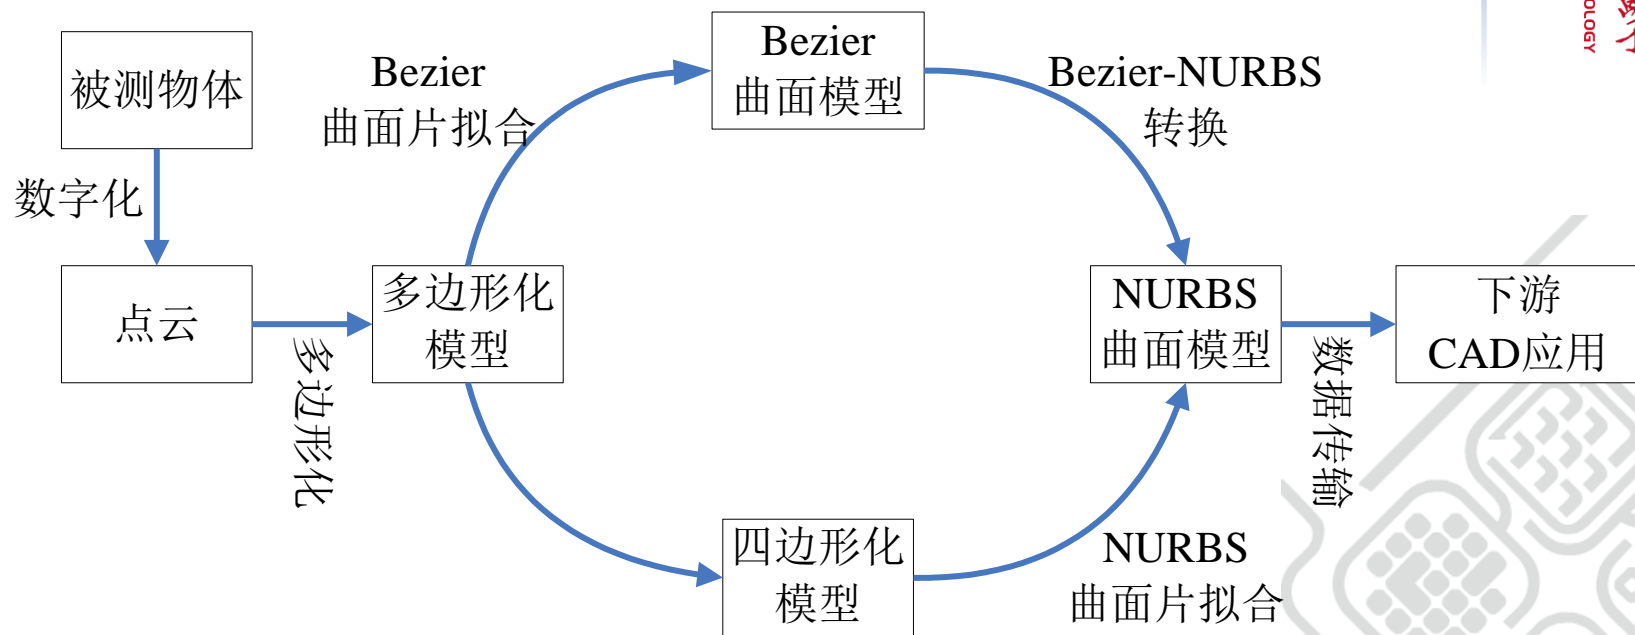 被测物体
数字化
点云
多边形化
多边形化
模型
Bezier
曲面片拟合
Bezier
曲面模型
Bezier-NURBS
转换
四边形化
模型
NURBS
曲面片拟合
NURBS
曲面模型
数据传输
下游
CAD应用
OLOGY